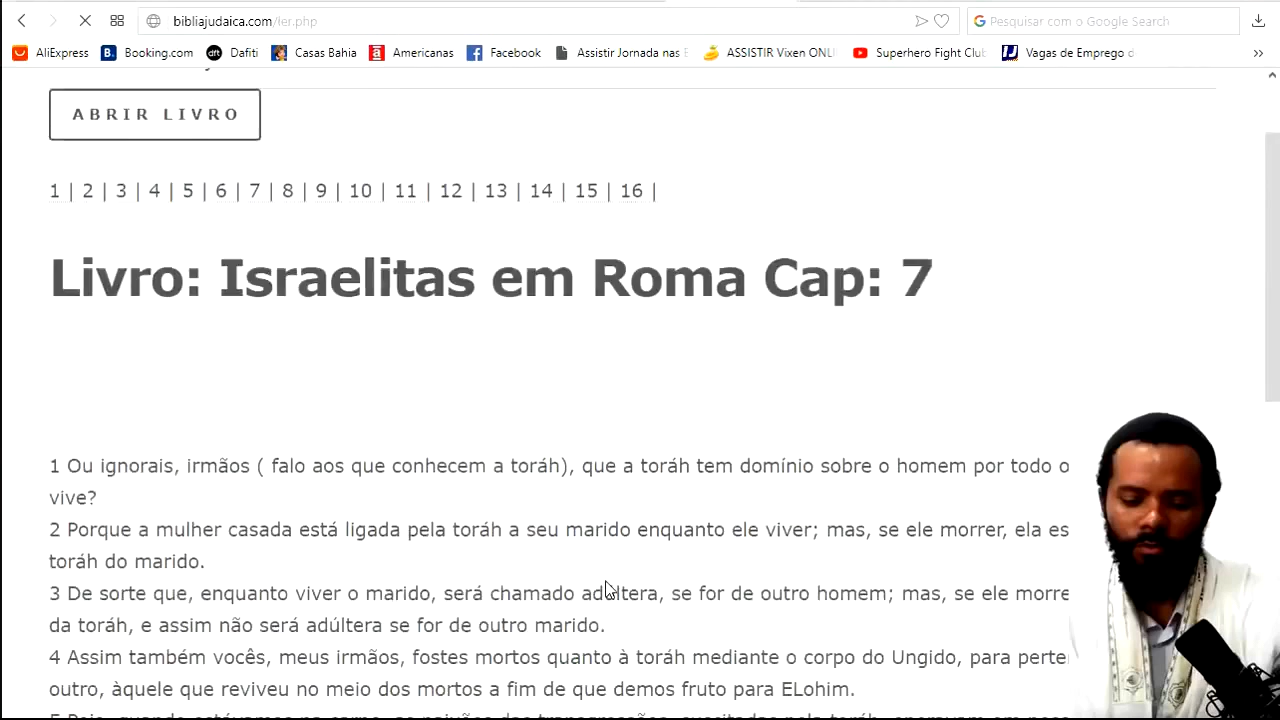 bibliajudaica.com/ler.php
Pesquisar com o Google Search
AliExpress
B. Booking.com
dft Dafiti
Casas Bahia
a Americanas
Facebook
Assistir Jornada nas E
ASSISTIR Vixen ONLI
Superhero Fight Club
Vagas de Emprego d
ABRIR LIVRO
1 | 2 | 3 | 4 | 5 | 6 | 7 | 8 | 9 | 10 | 11 | 12 | 13 | 14 | 15 | 16 |
Livro: Israelitas em Roma Cap: 7
1 Ou ignorais, irmãos ( falo aos que conhecem a toráh), que a toráh tem domínio sobre o homem por todo o
vive?
2 Porque a mulher casada está ligada pela toráh a seu marido enquanto ele viver; mas, se ele morrer, ela es
toráh do marido.
3 De sorte que, enquanto viver o marido, será chamado adúltera, se for de outro homem; mas, se ele morre
da toráh, e assim não será adúltera se for de outro marido.
4 Assim também vocês, meus irmãos, fostes mortos quanto à toráh mediante o corpo do Ungido, para perte
outro, àquele que reviveu no meio dos mortos a fim de que demos fruto para ELohim.